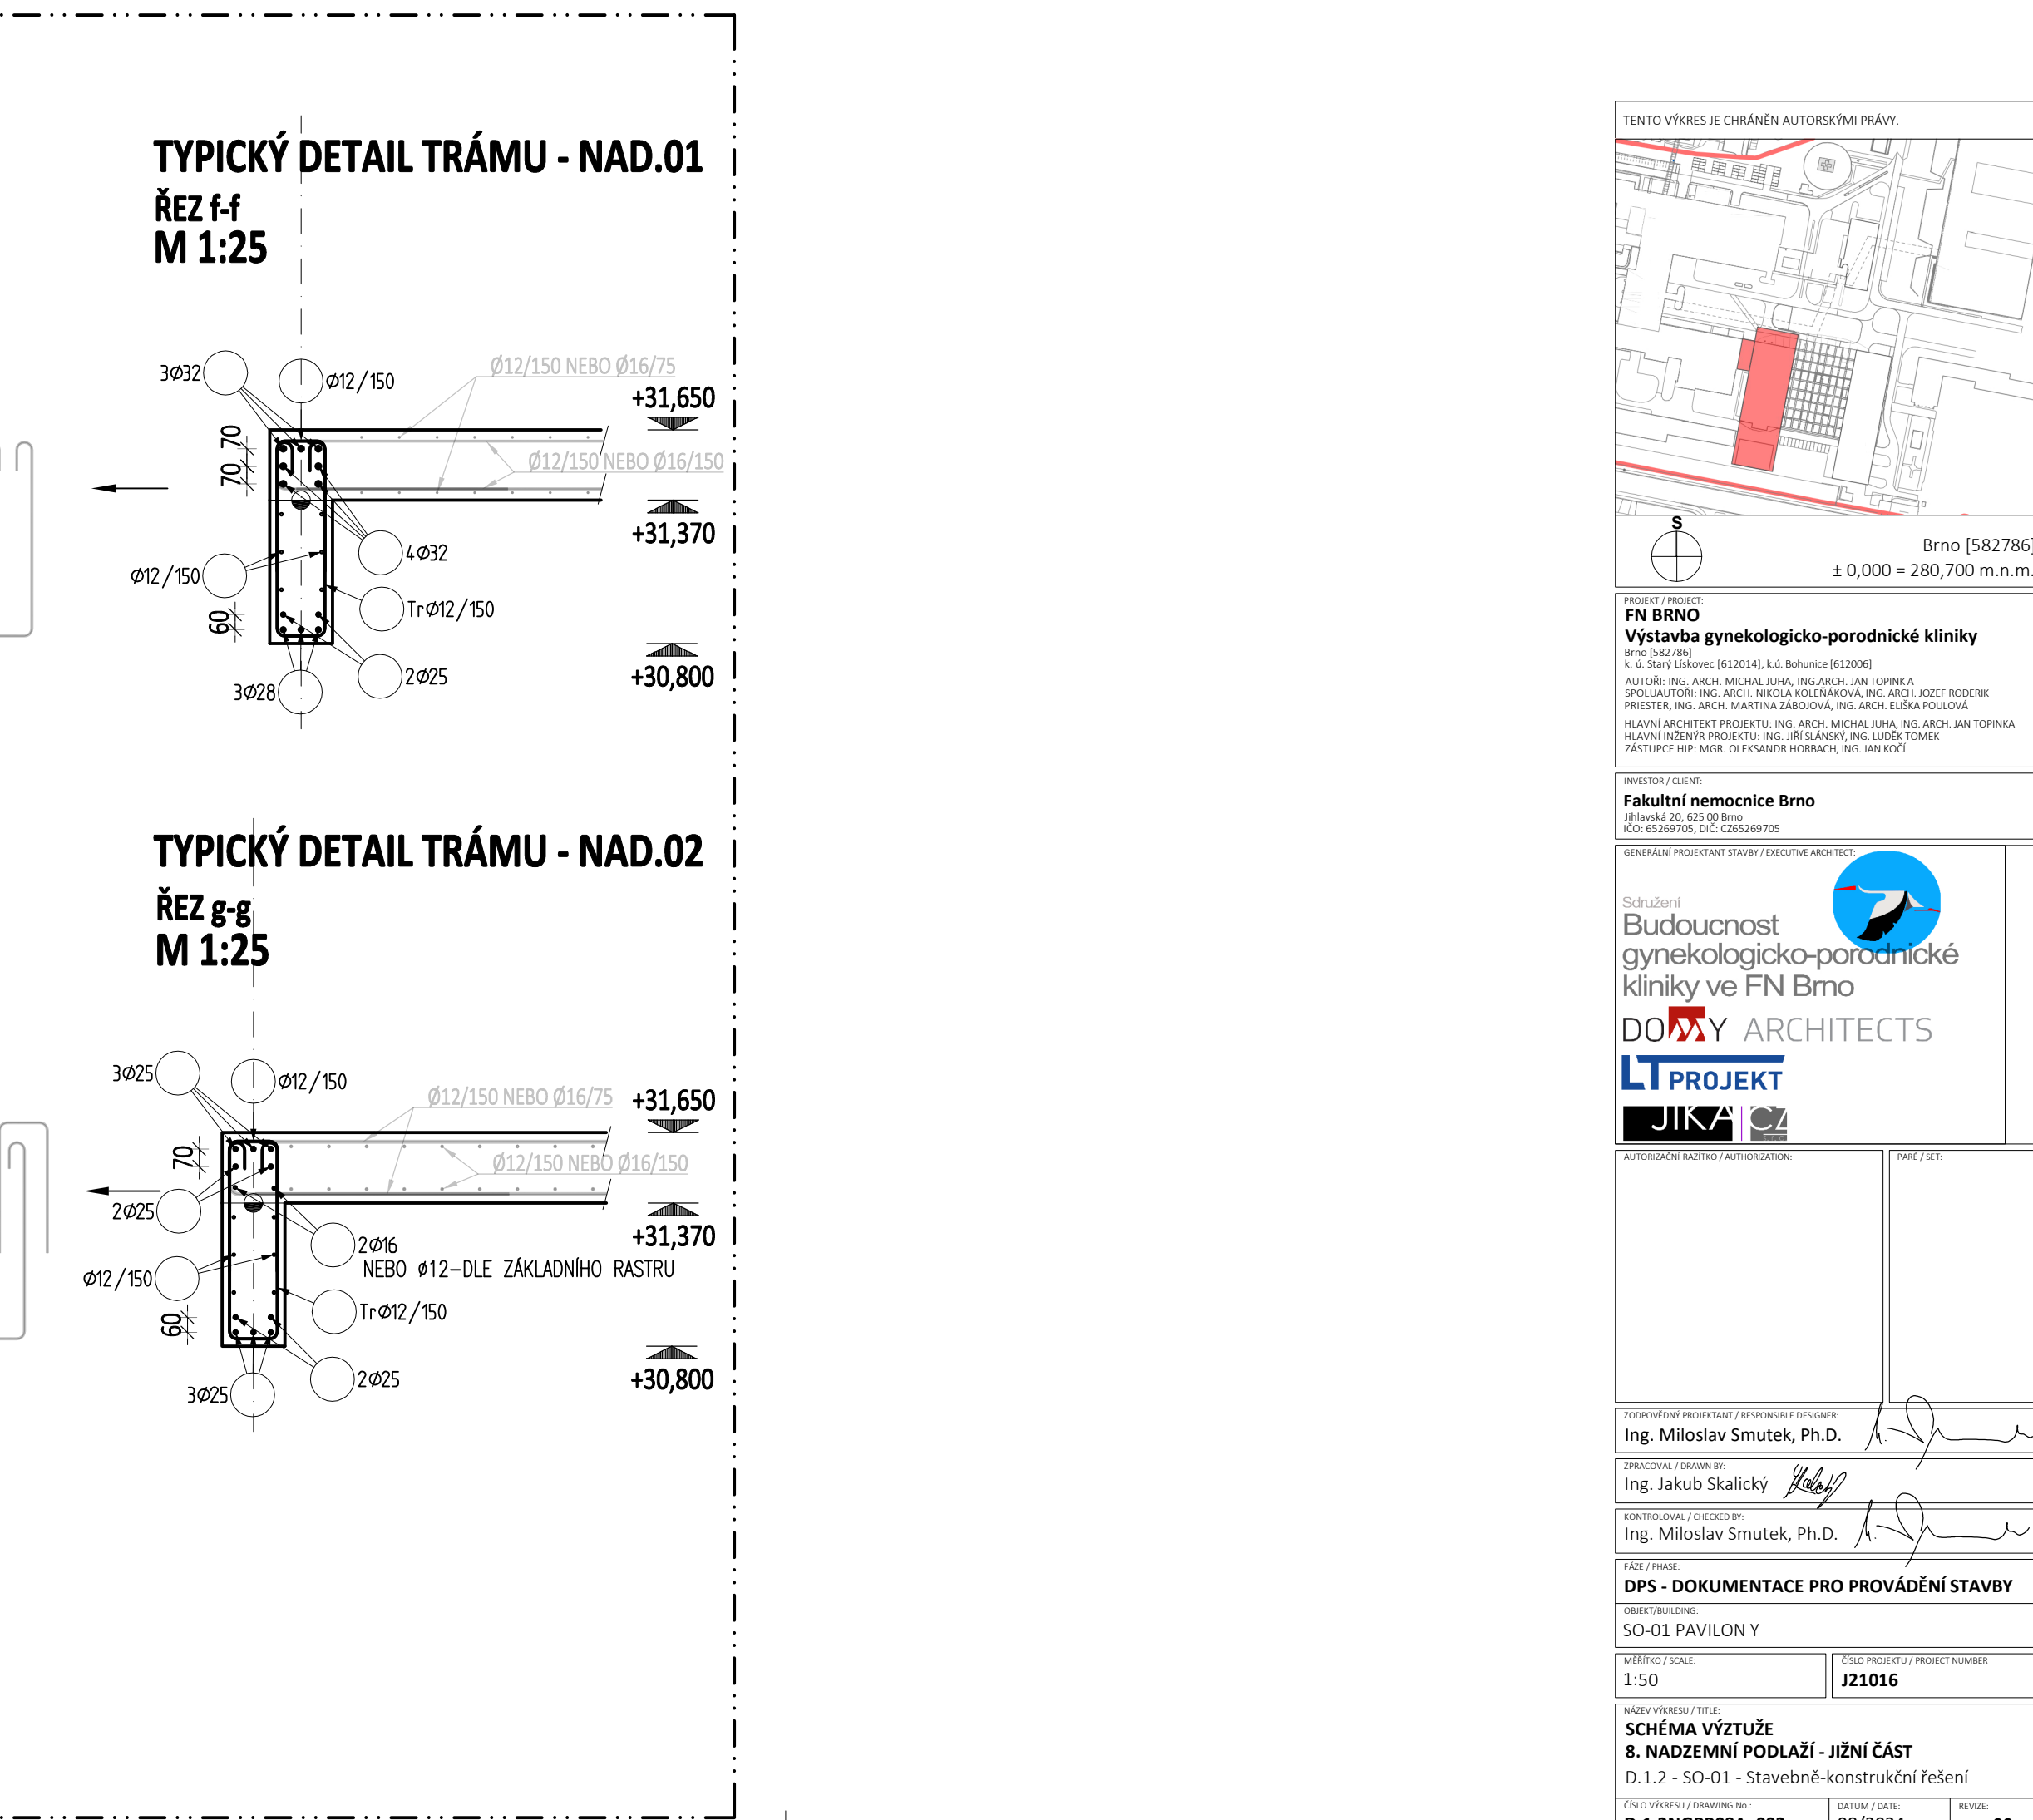 TYPICKÝ DETAIL TRÁMU - NAD.01
ŘEZ f-f
M 1:25
3Ø32
Ø12/150
Ø12/150 NEBO Ø16/75
+31,650
70
70
Ø12/150 NEBO Ø16/150
+31,370
4Ø32
Ø12/150
TrØ12/150
60
2Ø25
+30,800
3Ø28
TYPICKÝ DETAIL TRÁMU - NAD.02
ŘEZ g-g
M 1:25
3Ø25
Ø12/150
Ø12/150 NEBO Ø16/75
+31,650
70
Ø12/150 NEBO Ø16/150
2Ø25
+31,370
2Ø16
NEBO Ø12-DLE ZÁKLADNÍHO RASTRU
Ø12/150
TrØ12/150
60
2Ø25
+30,800
3Ø25
TENTO VÝKRES JE CHRÁNĚN AUTORSKÝMI PRÁVY.
S
Brno [582786]
± 0,000 = 280,700 m.n.m.
PROJEKT / PROJECT:
FN BRNO
Výstavba gynekologicko-porodnické kliniky
Brno [582786]
k. ú. Starý Lískovec [612014], k.ú. Bohunice [612006]
AUTOŘI: ING. ARCH. MICHAL JUHA, ING.ARCH. JAN TOPINKA
SPOLUAUTOŘI: ING. ARCH. NIKOLA KOLEŇÁKOVÁ, ING. ARCH. JOZEF RODERIK
PRIESTER, ING. ARCH. MARTINA ZÁBOJOVÁ, ING. ARCH. ELIŠKA POULOVÁ
HLAVNÍ ARCHITEKT PROJEKTU: ING. ARCH. MICHAL JUHA, ING. ARCH. JAN TOPINKA
HLAVNÍ INŽENÝR PROJEKTU: ING. JIŘÍ SLÁNSKÝ, ING. LUDĚK TOMEK
ZÁSTUPCE HIP: MGR. OLEKSANDR HORBACH, ING. JAN KOČÍ
INVESTOR / CLIENT:
Fakultní nemocnice Brno
Jihlavská 20, 625 00 Brno
IČO: 65269705, DIČ: CZ65269705
GENERÁLNÍ PROJEKTANT STAVBY / EXECUTIVE ARCHITECT:
Sdružení
Budoucnost
gynekologicko-porodnické
kliniky ve FN Brno
DOMY ARCHITECTS
LT PROJEKT
JIKA CZ
AUTORIZAČNÍ RAZÍTKO / AUTHORIZATION:
PARÉ / SET:
ZODPOVĚDNÝ PROJEKTANT / RESPONSIBLE DESIGNER:
Ing. Miloslav Smutek, Ph.D.
ZPRACOVAL / DRAWN BY:
Ing. Jakub Skalický
KONTROLOVAL / CHECKED BY:
Ing. Miloslav Smutek, Ph.D.
FÁZE / PHASE:
DPS - DOKUMENTACE PRO PROVÁDĚNÍ STAVBY
OBJEKT/BUILDING:
SO-01 PAVILON Y
MĚŘÍTKO / SCALE:
1:50
ČÍSLO PROJEKTU / PROJECT NUMBER
J21016
NÁZEV VÝKRESU / TITLE:
SCHÉMA VÝZTUŽE
8. NADZEMNÍ PODLAŽÍ - JIŽNÍ ČÁST
D.1.2 - SO-01 - Stavebně-konstrukční řešení
ČÍSLO VÝKRESU / DRAWING No.:
DATUM / DATE:
REVIZE: